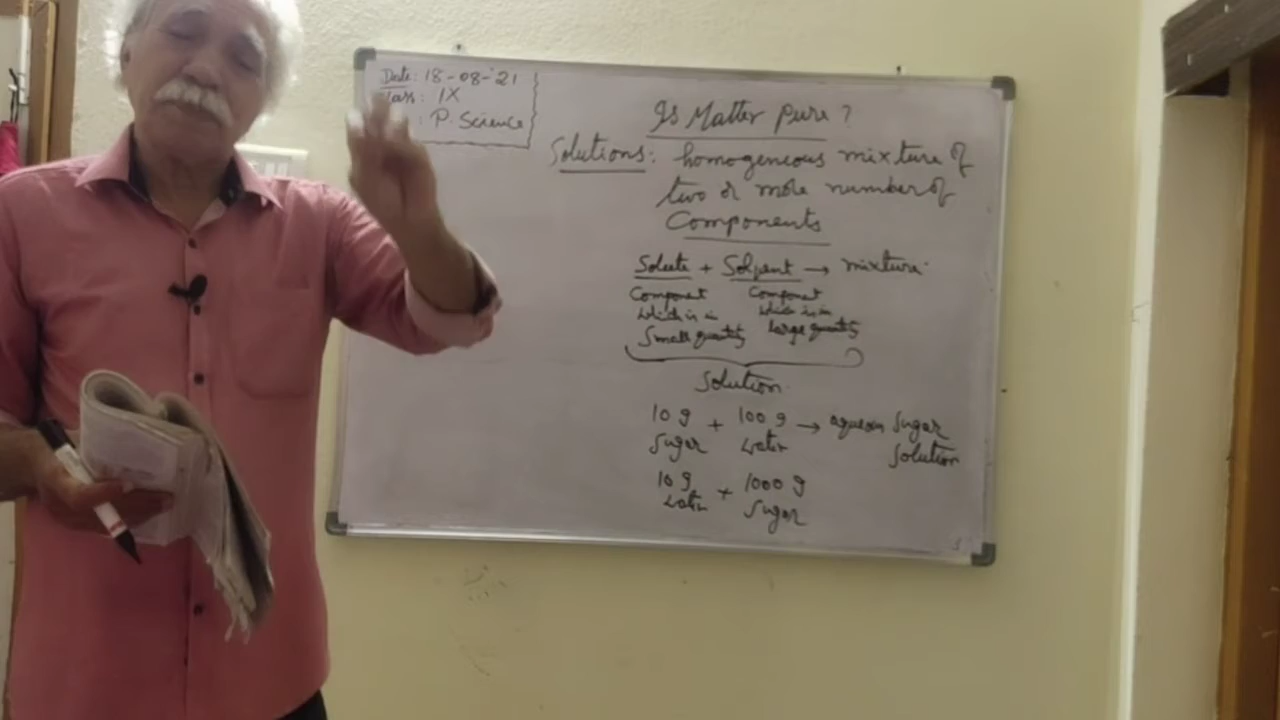 Date: 18-08-'21
Class: IX
: P. Science
Is Matter Pure ?
Solutions: homogeneous mixture of
two or more number of
Components
Solute + Solvent → mixture
Component Component
which is in which is in
Small quantity large quantity
Solution
10 g + 100 g → aqueous Sugar
Sugar Water Solution
10 g + 1000 g
Water Sugar